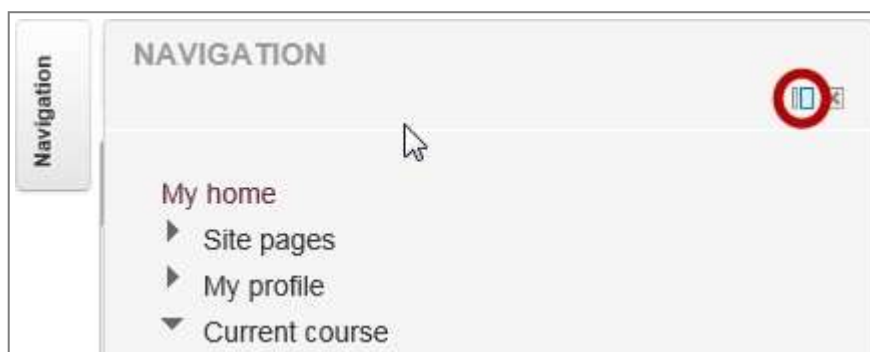 Navigation
NAVIGATION
My home
Site pages
My profile
Current course